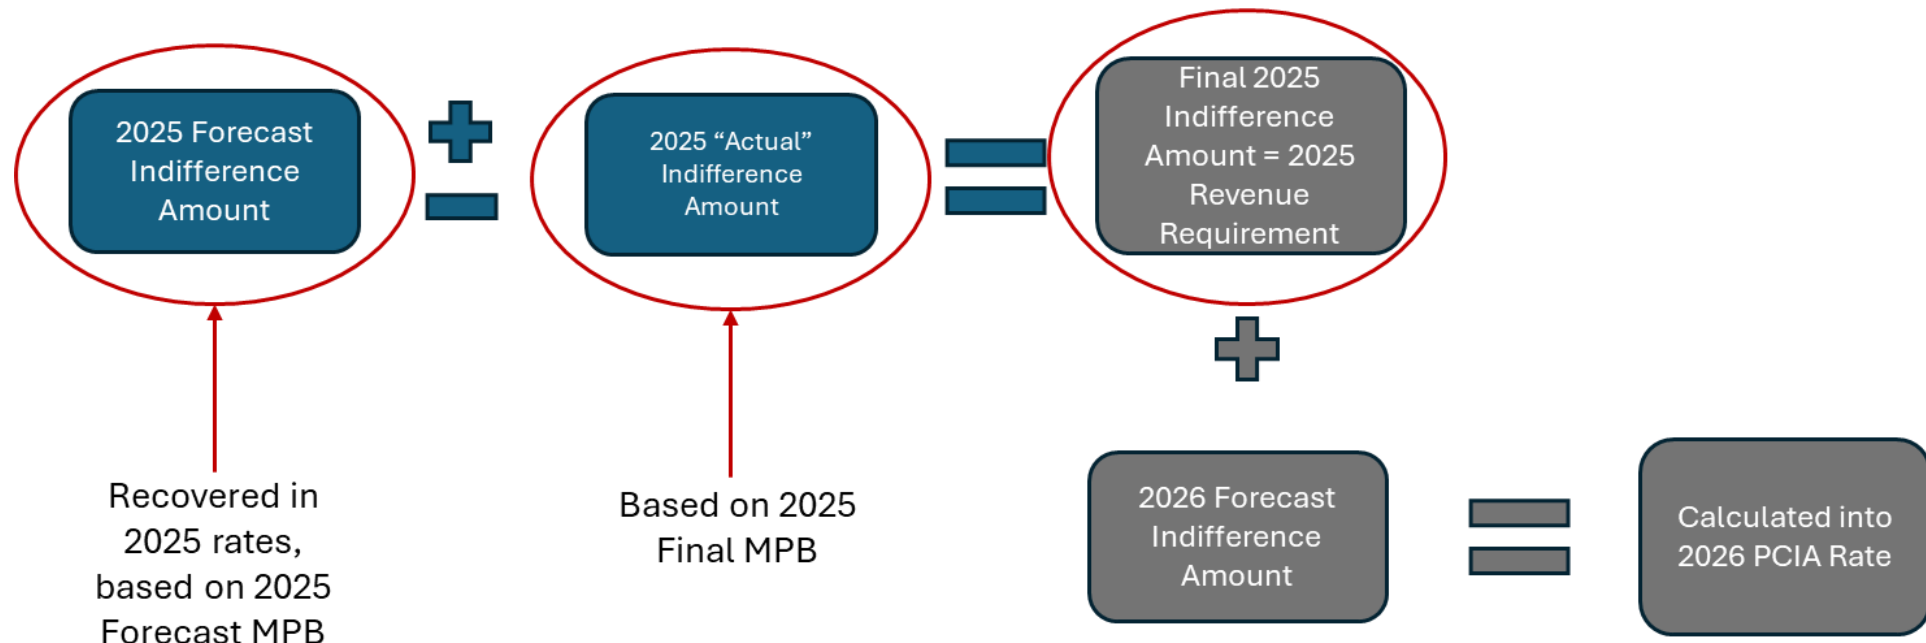 2025 Forecast
Indifference
Amount
2025 “Actual”
Indifference
Amount
Final 2025
Indifference
Amount = 2025
Revenue
Requirement
Recovered in
2025 rates,
based on 2025
Forecast MPB
Based on 2025
Final MPB
2026 Forecast
Indifference
Amount
Calculated into
2026 PCIA Rate